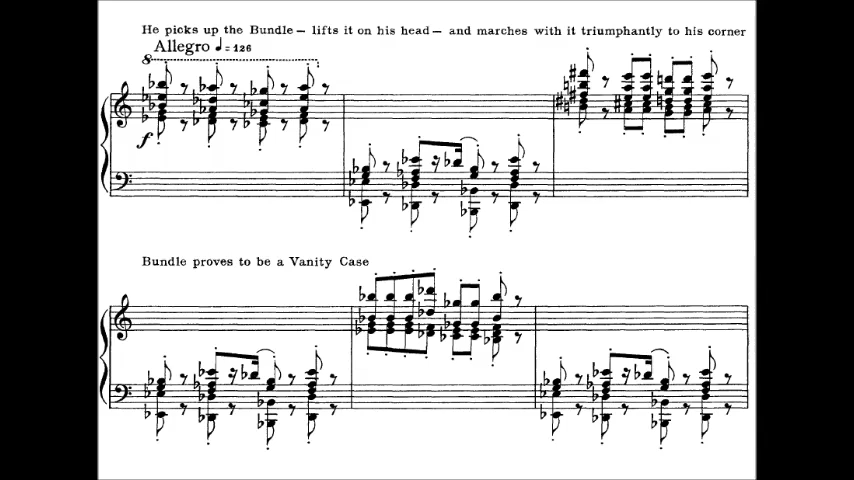 He picks up the Bundle — lifts it on his head — and marches with it triumphantly to his corner
Allegro ♩ = 126
8
f
Bundle proves to be a Vanity Case